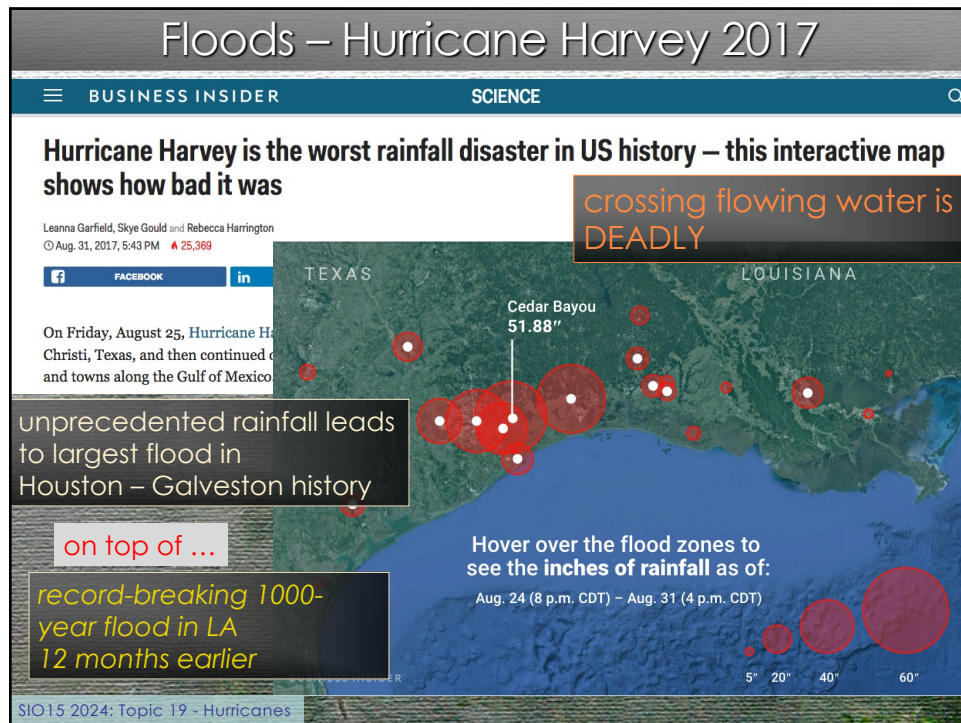 Floods – Hurricane Harvey 2017
BUSINESS INSIDER
SCIENCE
Hurricane Harvey is the worst rainfall disaster in US history – this interactive map
shows how bad it was
crossing flowing water is
DEADLY
Leanna Garfield, Skye Gould and Rebecca Harrington
Aug. 31, 2017, 5:43 PM 25,369
FACEBOOK
in
TEXAS
LOUISIANA
Cedar Bayou
51.88″
On Friday, August 25, Hurricane Ha
Christi, Texas, and then continued
and towns along the Gulf of Mexico.
unprecedented rainfall leads
to largest flood in
Houston – Galveston history
on top of …
record-breaking 1000-
year flood in LA
12 months earlier
Hover over the flood zones to
see the inches of rainfall as of:
Aug. 24 (8 p.m. CDT) – Aug. 31 (4 p.m. CDT)
5″ 20″ 40″ 60″
SIO15 2024: Topic 19 - Hurricanes